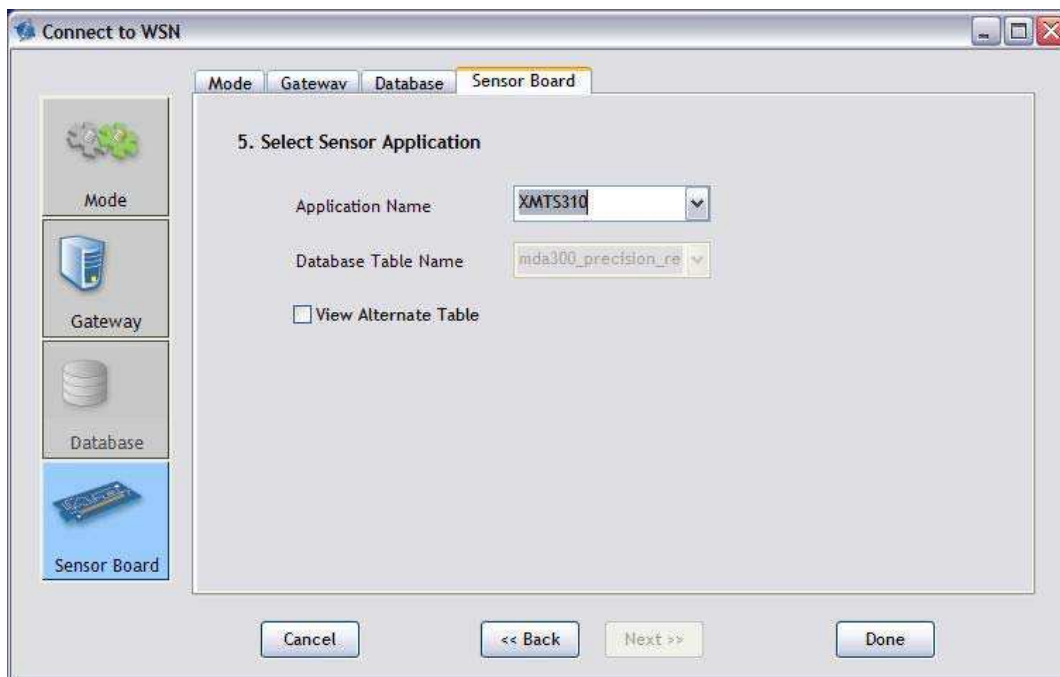 Connect to WSN
Mode Gateway Database Sensor Board
Mode
Gateway
Database
Sensor Board
5. Select Sensor Application
Application Name XMTS310
Database Table Name mda300_precision_re
View Alternate Table
Cancel << Back Next >> Done